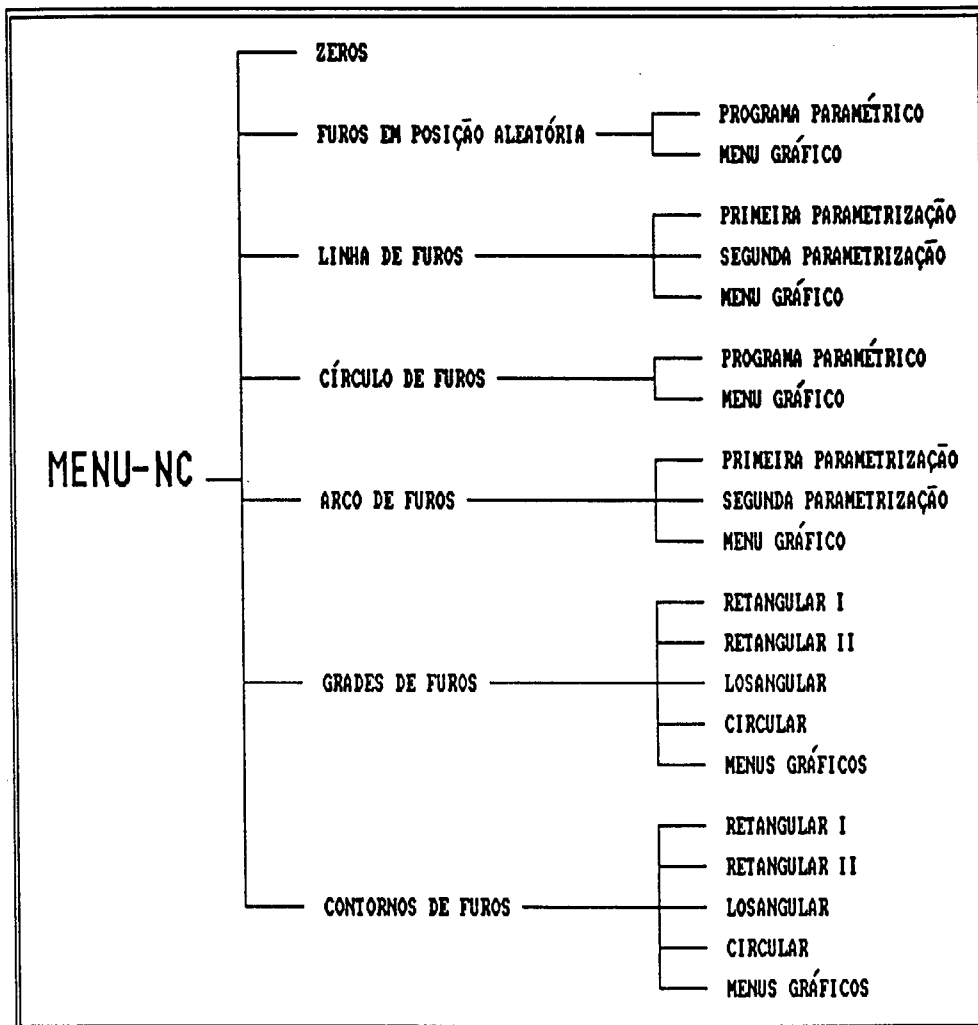 ZEROS
FUROS EM POSIÇÃO ALEATÓRIA
PROGRAMA PARAMÉTRICO
MENU GRÁFICO
LINHA DE FUROS
PRIMEIRA PARAMETRIZAÇÃO
SEGUNDA PARAMETRIZAÇÃO
MENU GRÁFICO
CÍRCULO DE FUROS
PROGRAMA PARAMÉTRICO
MENU GRÁFICO
MENU-NC
ARCO DE FUROS
PRIMEIRA PARAMETRIZAÇÃO
SEGUNDA PARAMETRIZAÇÃO
MENU GRÁFICO
GRADES DE FUROS
RETANGULAR I
RETANGULAR II
LOSANGULAR
CIRCULAR
MENUS GRÁFICOS
CONTORNOS DE FUROS
RETANGULAR I
RETANGULAR II
LOSANGULAR
CIRCULAR
MENUS GRÁFICOS